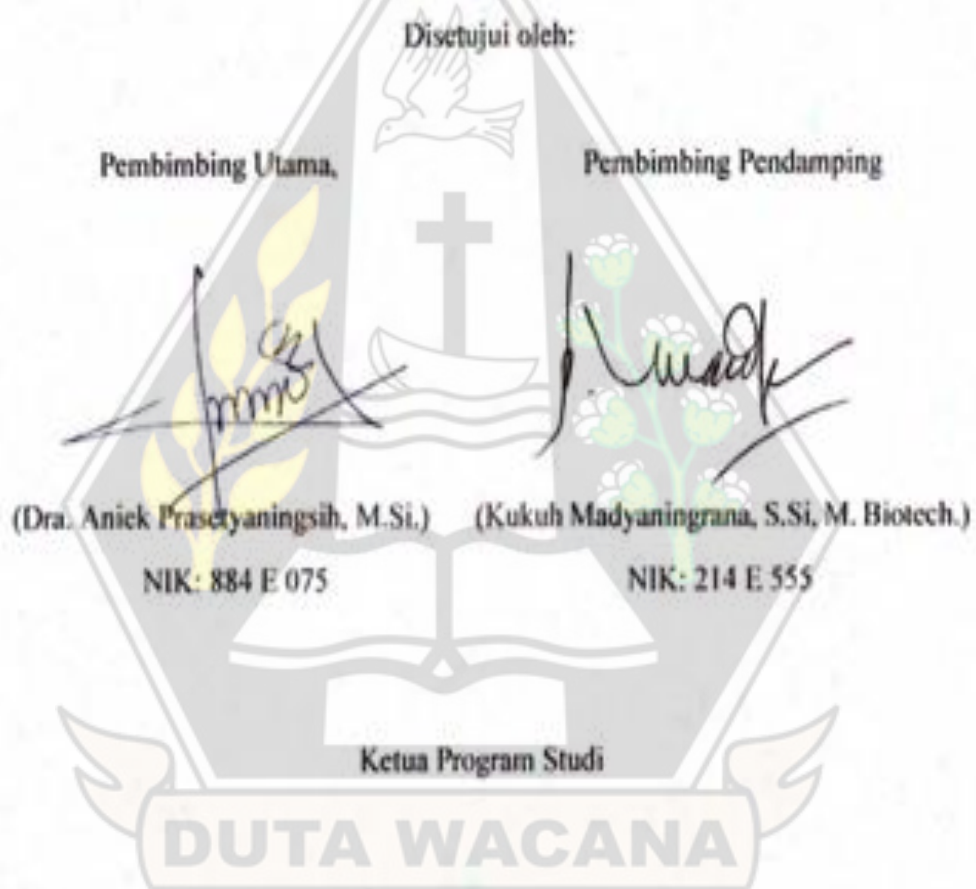 Disetujui oleh:
Pembimbing Utama,
Pembimbing Pendamping
(Dra. Aniek Prasetyaningsih, M.Si.)
(Kukuh Madyaningrana, S.Si, M. Biotech.)
NIK: 884 E 075
NIK: 214 E 555
Ketua Program Studi
DUTA WACANA